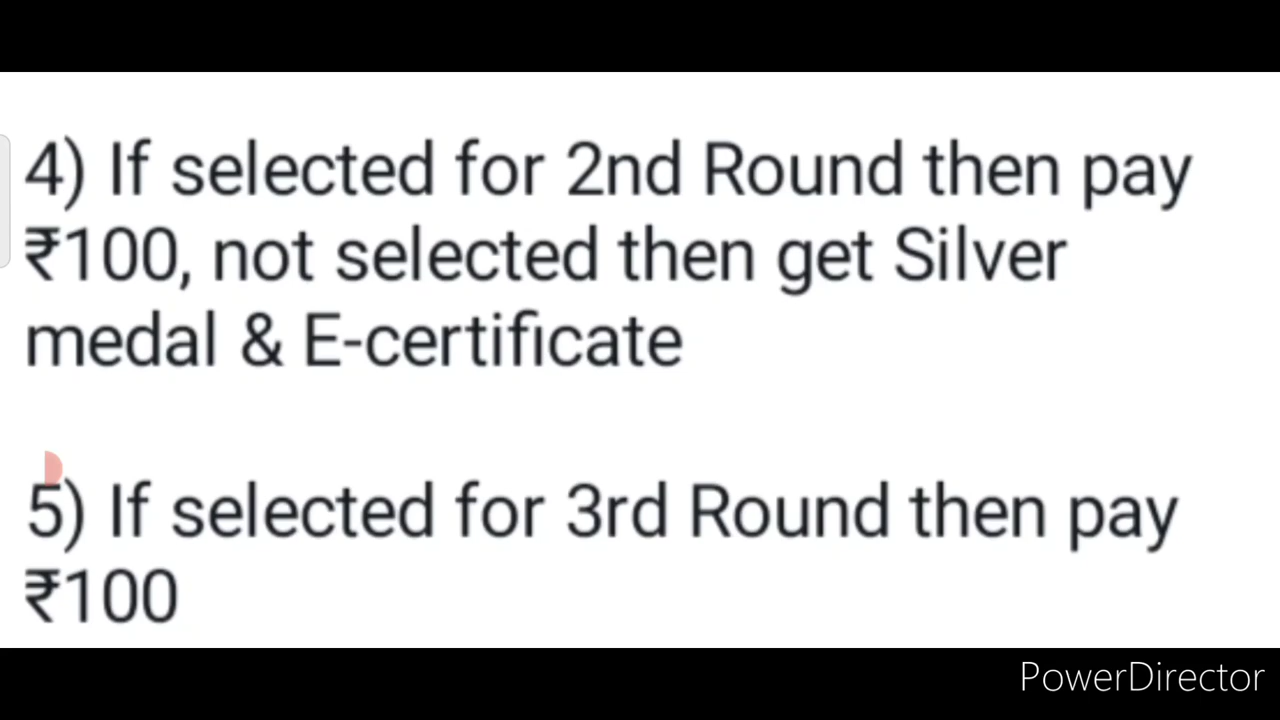 4) If selected for 2nd Round then pay
₹100, not selected then get Silver
medal & E-certificate
5) If selected for 3rd Round then pay
₹100
PowerDirector